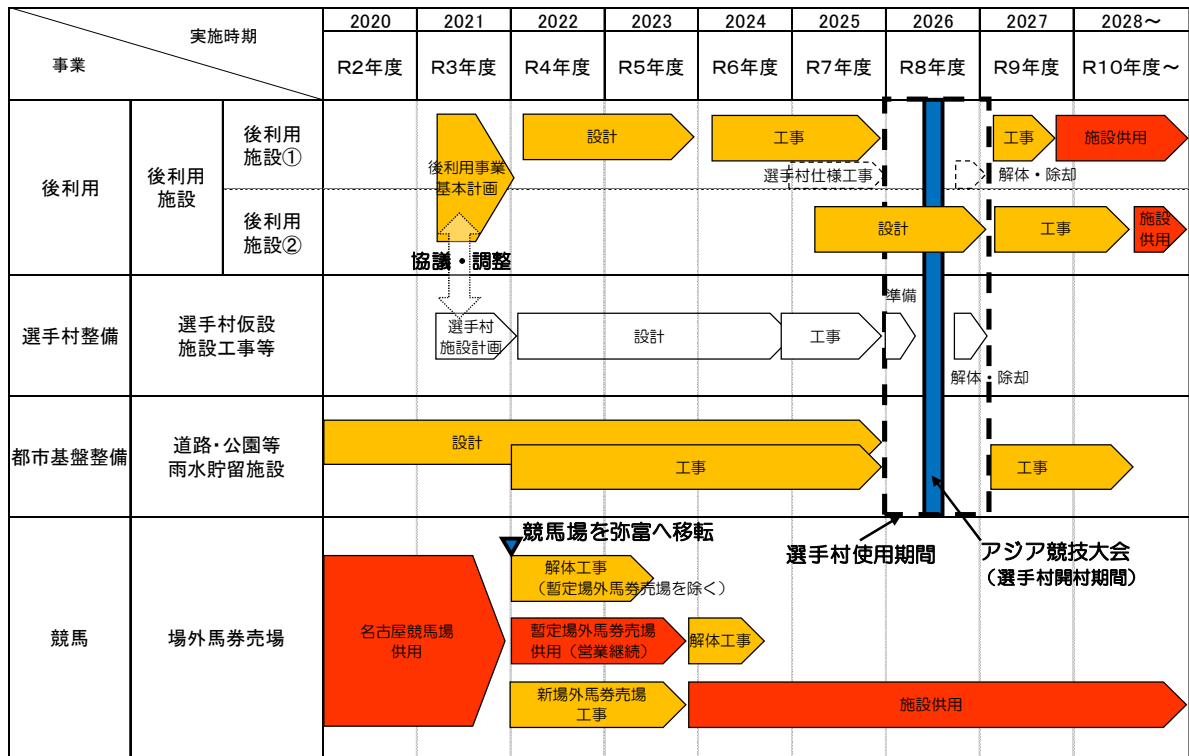 実施時期
事業
2020
2021
2022
2023
2024
2025
2026
2027
2028～
R2年度
R3年度
R4年度
R5年度
R6年度
R7年度
R8年度
R9年度
R10年度～
後利用
後利用
施設
後利用
施設①
後利用事業
基本計画
設計
工事
選手村仕様工事
解体・除却
工事
施設供用
後利用
施設②
設計
工事
施設
供用
協議・調整
選手村整備
選手村仮設
施設工事等
選手村
施設計画
設計
工事
準備
解体・除却
都市基盤整備
道路・公園等
雨水貯留施設
設計
工事
工事
選手村使用期間
アジア競技大会
（選手村開村期間）
競馬
場外馬券売場
競馬場を弥富へ移転
名古屋競馬場
供用
解体工事
（暫定場外馬券売場を除く）
暫定場外馬券売場
供用（営業継続）
解体工事
新場外馬券売場
工事
施設供用